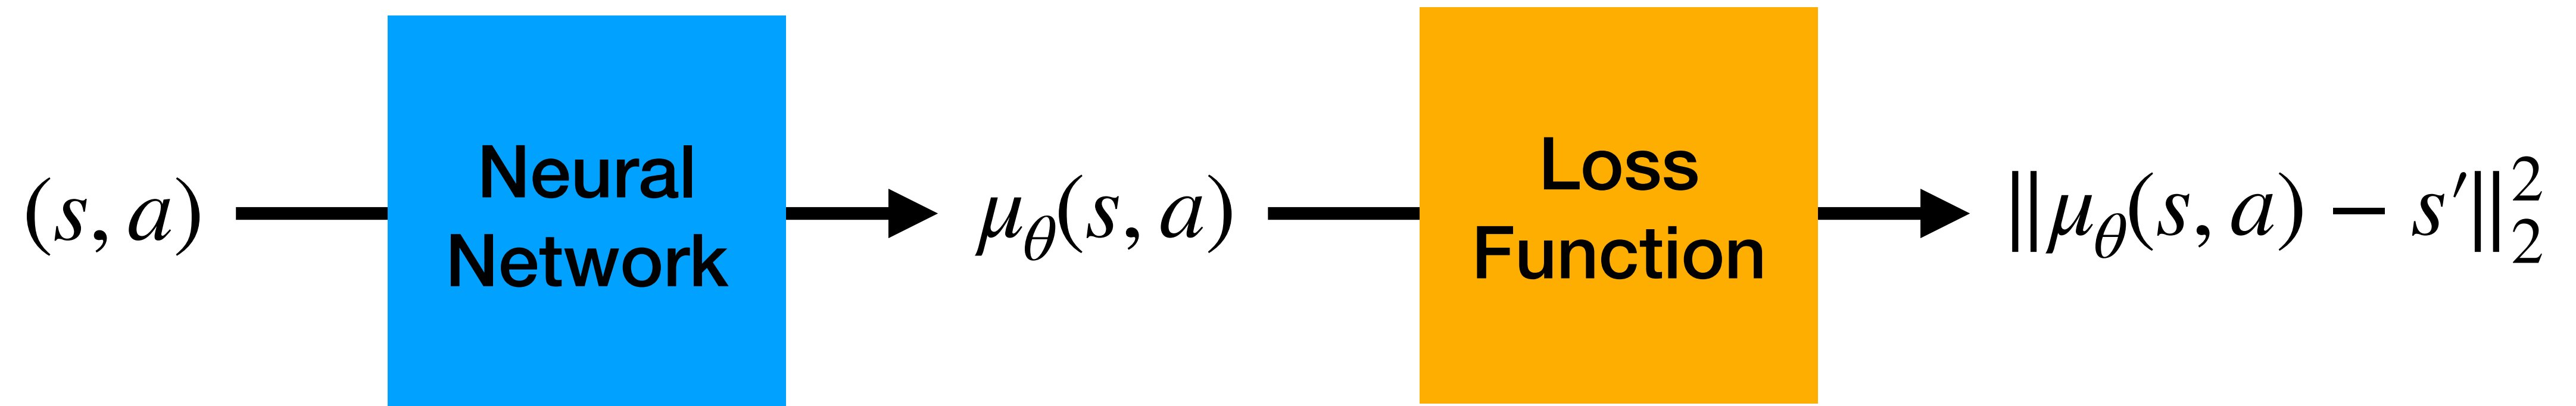 (s, a)
Neural
Network
μ_θ(s, a)
Loss
Function
‖μ_θ(s, a) − s′‖₂²